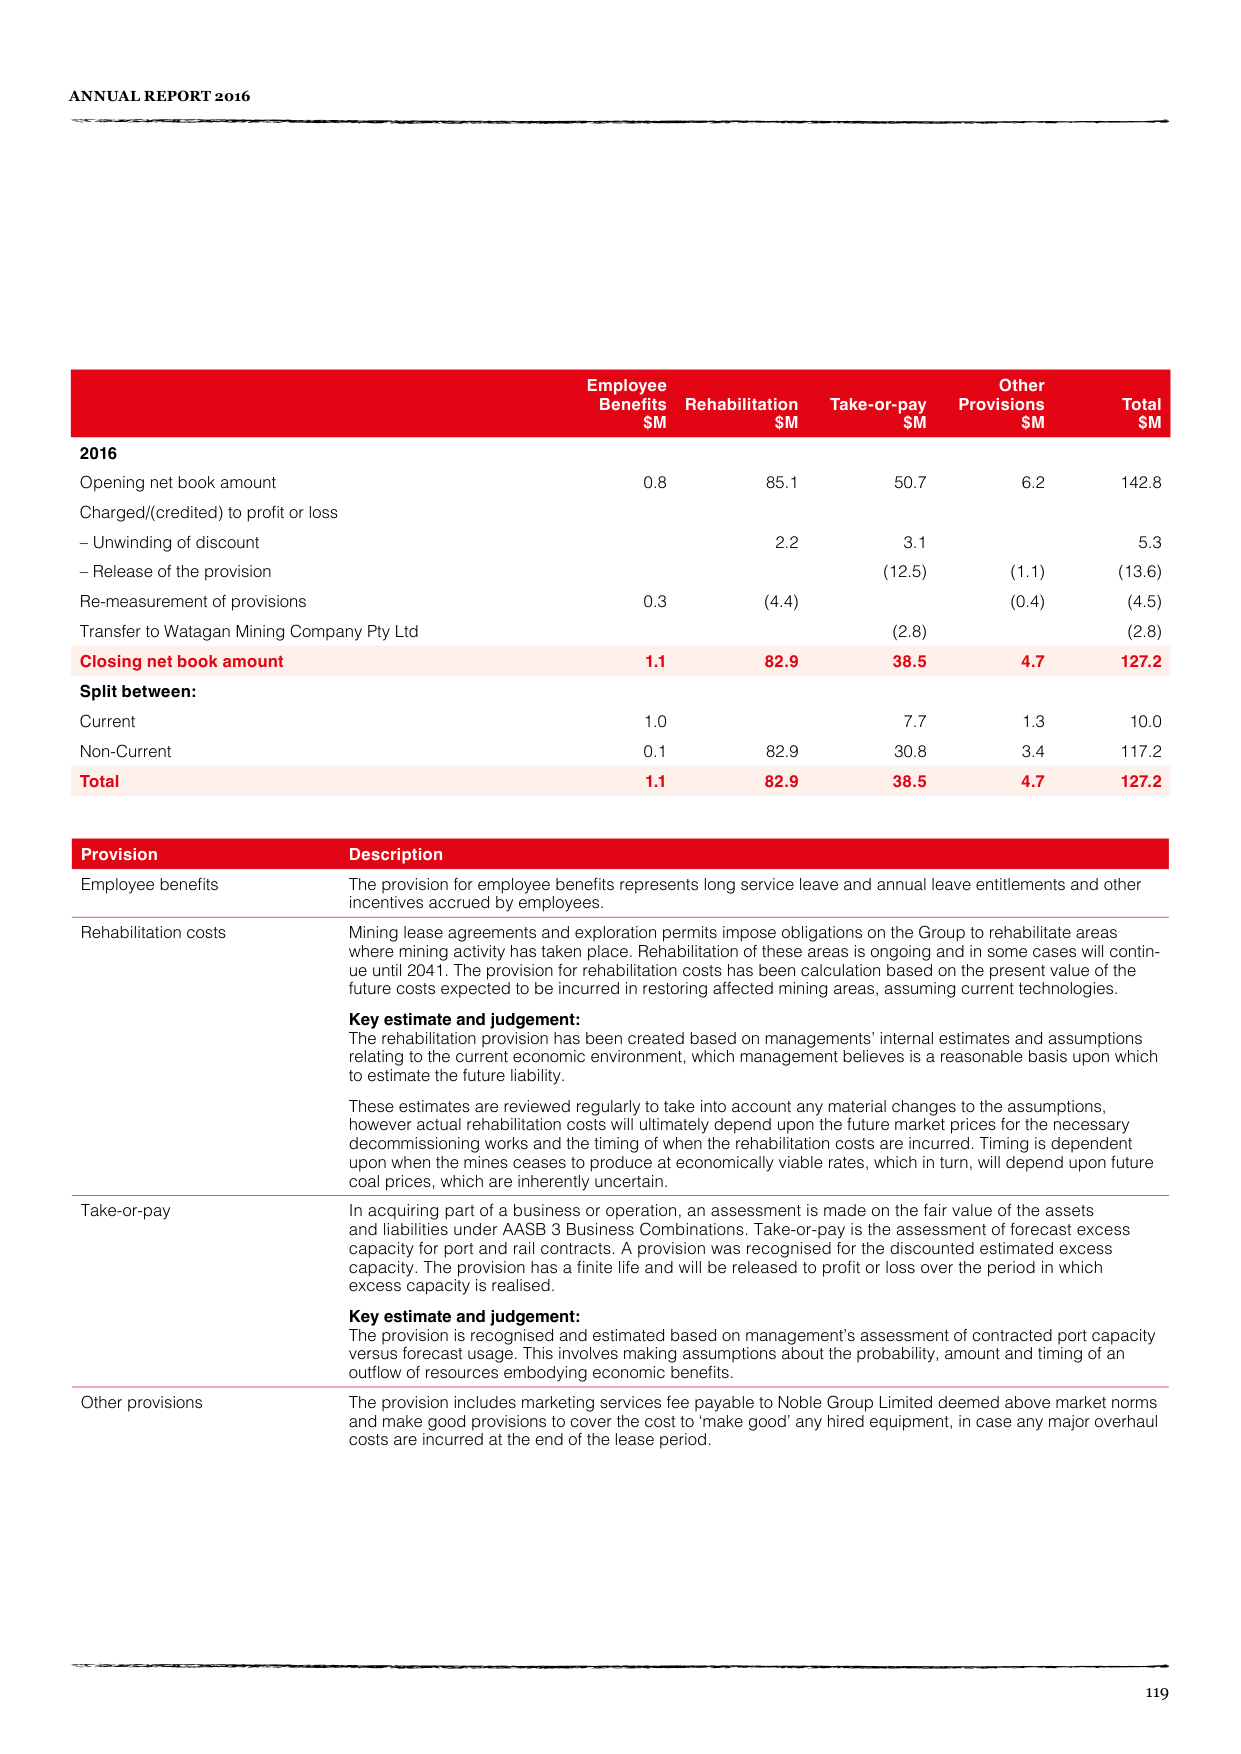 ANNUAL REPORT 2016
Employee Benefits $M Rehabilitation $M Take-or-pay $M Other Provisions $M Total $M
2016
Opening net book amount 0.8 85.1 50.7 6.2 142.8
Charged/(credited) to profit or loss
– Unwinding of discount 2.2 3.1 5.3
– Release of the provision (12.5) (1.1) (13.6)
Re-measurement of provisions 0.3 (4.4) (0.4) (4.5)
Transfer to Watagan Mining Company Pty Ltd (2.8) (2.8)
Closing net book amount 1.1 82.9 38.5 4.7 127.2
Split between:
Current 1.0 7.7 1.3 10.0
Non-Current 0.1 82.9 30.8 3.4 117.2
Total 1.1 82.9 38.5 4.7 127.2
Provision Description
Employee benefits The provision for employee benefits represents long service leave and annual leave entitlements and other
incentives accrued by employees.
Rehabilitation costs Mining lease agreements and exploration permits impose obligations on the Group to rehabilitate areas
where mining activity has taken place. Rehabilitation of these areas is ongoing and in some cases will contin-
ue until 2041. The provision for rehabilitation costs has been calculation based on the present value of the
future costs expected to be incurred in restoring affected mining areas, assuming current technologies.
Key estimate and judgement:
The rehabilitation provision has been created based on managements’ internal estimates and assumptions
relating to the current economic environment, which management believes is a reasonable basis upon which
to estimate the future liability.
These estimates are reviewed regularly to take into account any material changes to the assumptions,
however actual rehabilitation costs will ultimately depend upon the future market prices for the necessary
decommissioning works and the timing of when the rehabilitation costs are incurred. Timing is dependent
upon when the mines ceases to produce at economically viable rates, which in turn, will depend upon future
coal prices, which are inherently uncertain.
Take-or-pay In acquiring part of a business or operation, an assessment is made on the fair value of the assets
and liabilities under AASB 3 Business Combinations. Take-or-pay is the assessment of forecast excess
capacity for port and rail contracts. A provision was recognised for the discounted estimated excess
capacity. The provision has a finite life and will be released to profit or loss over the period in which
excess capacity is realised.
Key estimate and judgement:
The provision is recognised and estimated based on management’s assessment of contracted port capacity
versus forecast usage. This involves making assumptions about the probability, amount and timing of an
outflow of resources embodying economic benefits.
Other provisions The provision includes marketing services fee payable to Noble Group Limited deemed above market norms
and make good provisions to cover the cost to ‘make good’ any hired equipment, in case any major overhaul
costs are incurred at the end of the lease period.
119